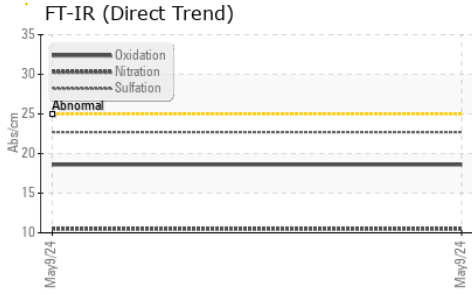 FT-IR (Direct Trend)
35
30
25
20
15
10
Abs/cm
Oxidation
Nitration
Sulfation
Abnormal
May9/24
May9/24